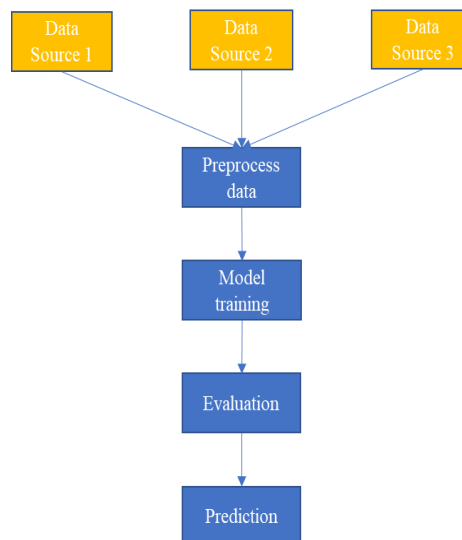 Data
Source 1
Data
Source 2
Data
Source 3
Preprocess
data
Model
training
Evaluation
Prediction